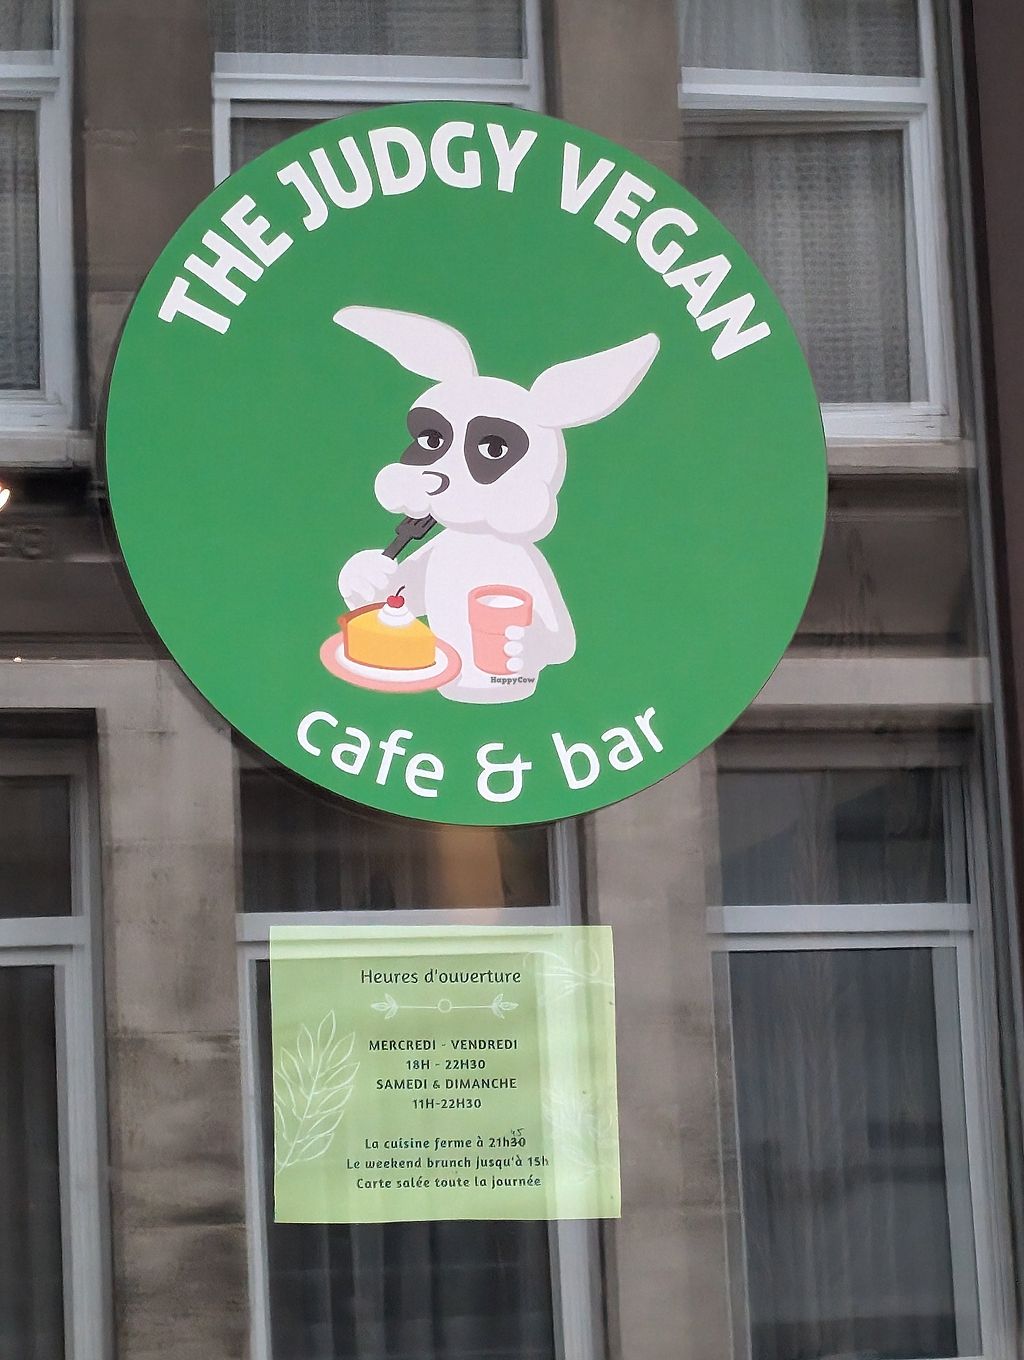 THE JUDGY VEGAN
HappyCow
cafe & bar
Heures d'ouverture
MERCREDI - VENDREDI
18H - 22H30
SAMEDI & DIMANCHE
11H-22H30
La cuisine ferme à 21h30 45
Le weekend brunch jusqu'à 15h
Carte salée toute la journée